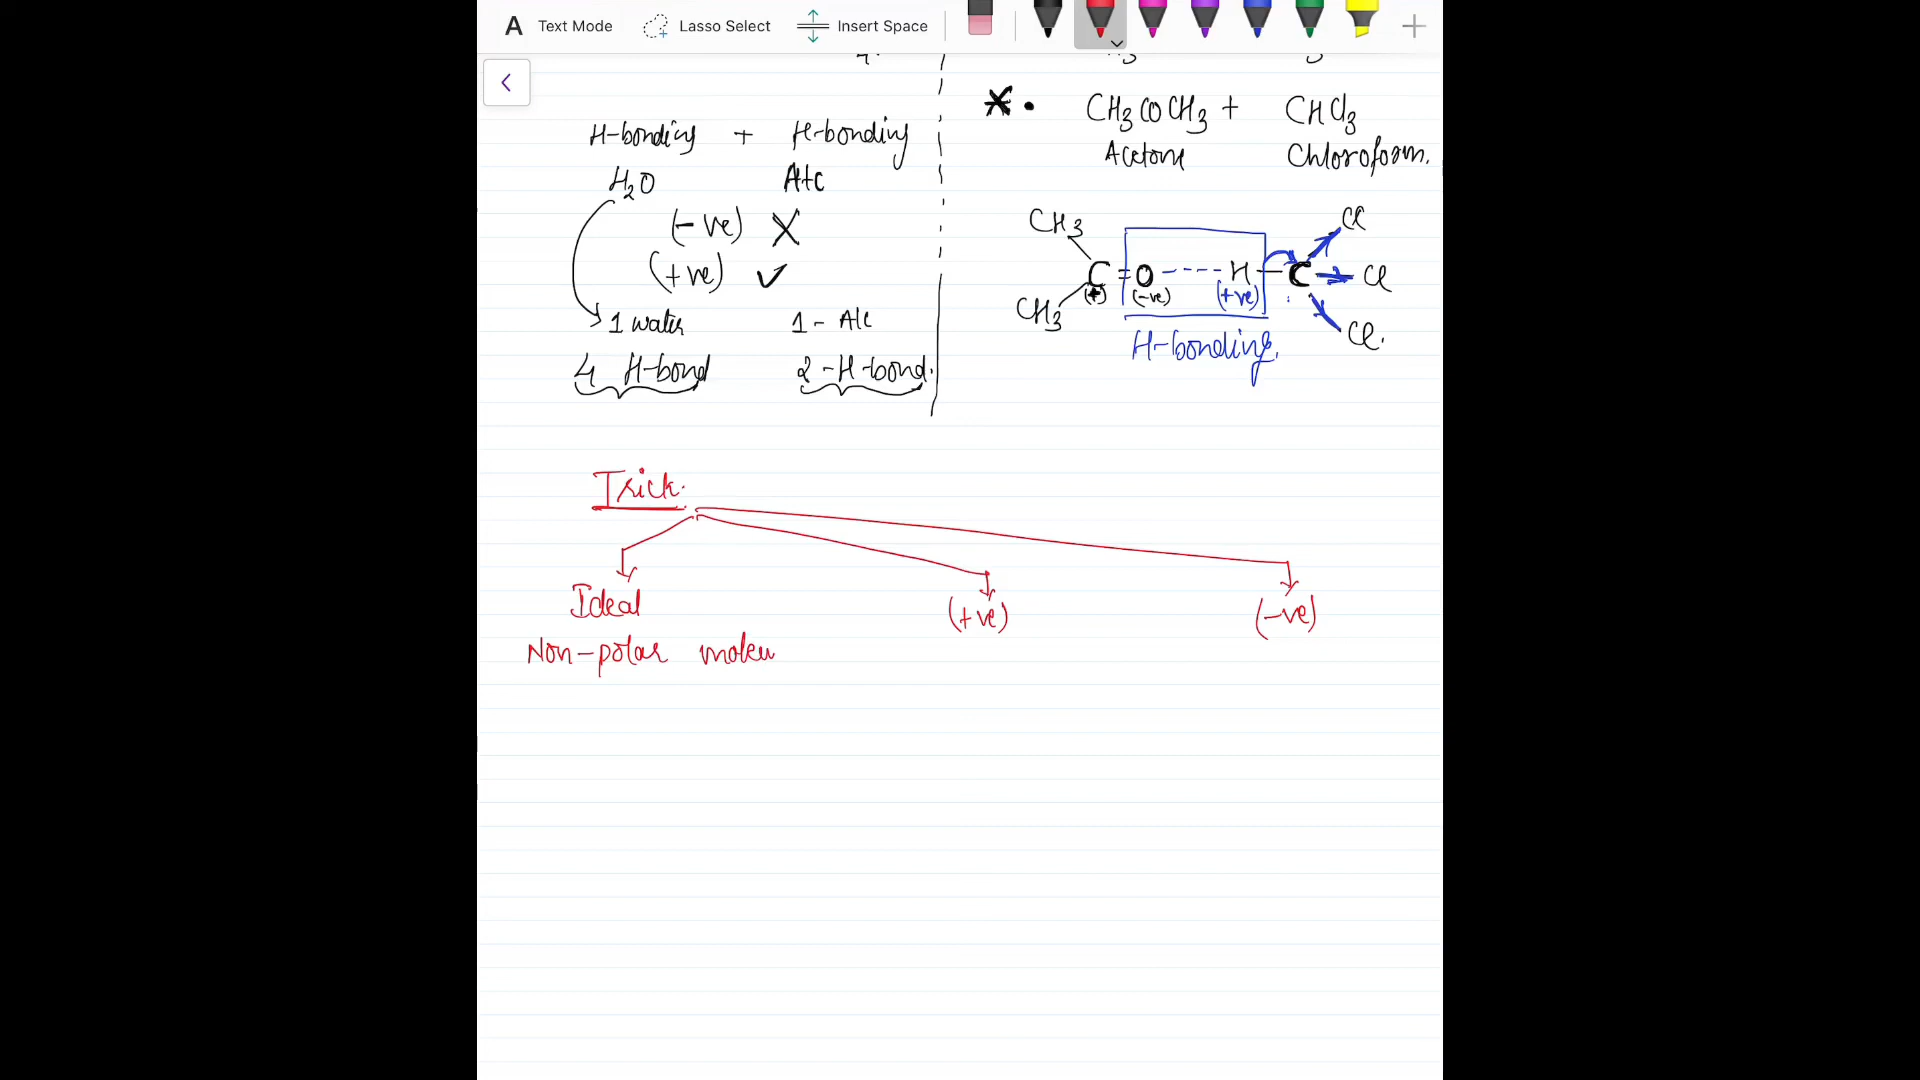 A Text Mode Lasso Select Insert Space
H-bonding + H-bonding
H2O Alc
(-ve) X
(+ve) ✓
1 water 1 - Alc
4 H-bond 2 - H-bond.
CH3COCH3 + CHCl3
Acetone Chloroform.
CH3 Cl
C = O ---- H - C Cl
(+) (-ve) (+ve)
CH3 Cl.
H-bonding.
Trick.
Ideal (+ve) (-ve)
Non-polar molecu